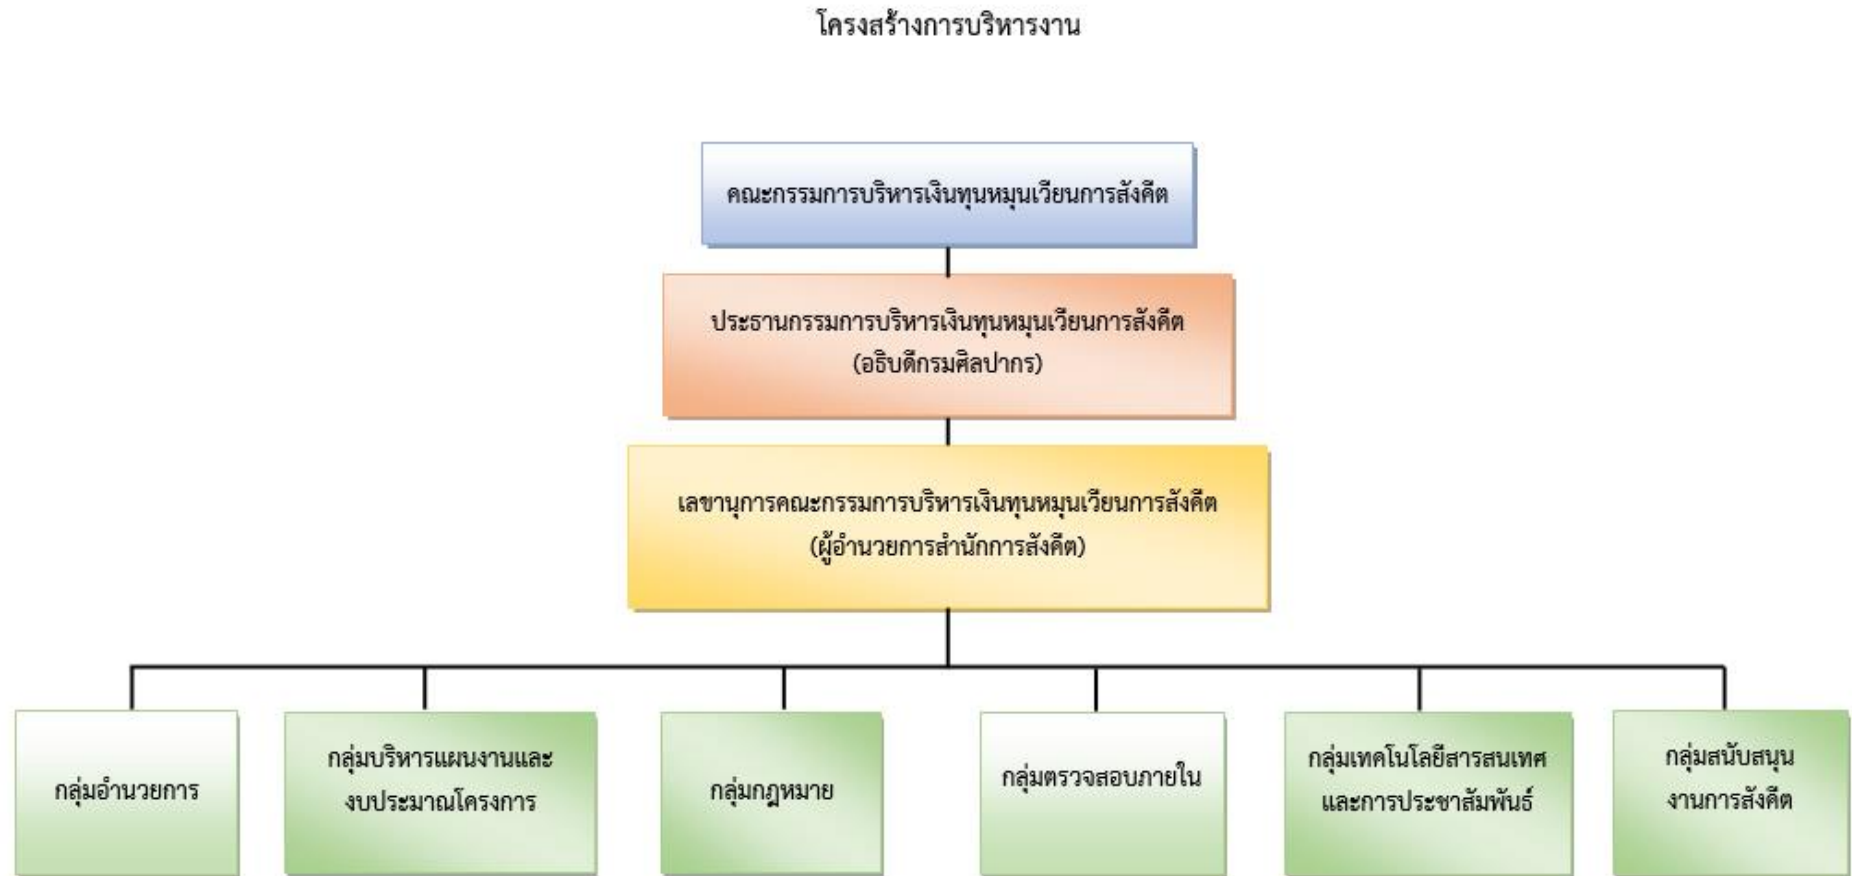 โครงสร้างการบริหารงาน
คณะกรรมการบริหารเงินทุนหมุนเวียนการสังคีต
ประธานกรรมการบริหารเงินทุนหมุนเวียนการสังคีต
(อธิบดีกรมศิลปากร)
เลขานุการคณะกรรมการบริหารเงินทุนหมุนเวียนการสังคีต
(ผู้อำนวยการสำนักการสังคีต)
กลุ่มอำนวยการ
กลุ่มบริหารแผนงานและ
งบประมาณโครงการ
กลุ่มกฎหมาย
กลุ่มตรวจสอบภายใน
กลุ่มเทคโนโลยีสารสนเทศ
และการประชาสัมพันธ์
กลุ่มสนับสนุน
งานการสังคีต